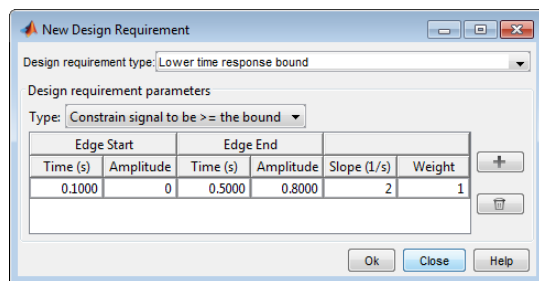 New Design Requirement
Design requirement type: Lower time response bound
Design requirement parameters
Type: Constrain signal to be >= the bound
Edge Start Edge End
Time (s) Amplitude Time (s) Amplitude Slope (1/s) Weight
0.1000 0 0.5000 0.8000 2 1
Ok Close Help